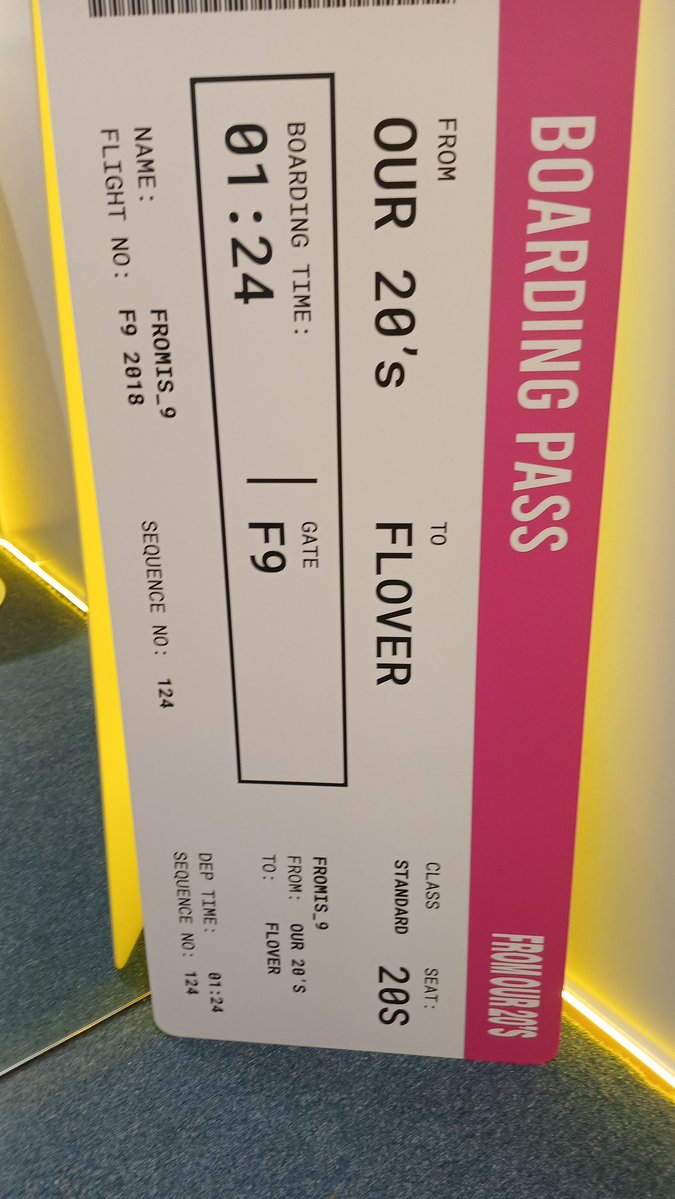 BOARDING PASS
FROM
OUR 20's
TO
FLOVER
BOARDING TIME:
01:24
|
GATE
F9
NAME: FROMIS_9
FLIGHT NO: F9 2018
SEQUENCE NO: 124
FROM OUR 20'S
CLASS
STANDARD
SEAT:
20S
FROMIS_9
FROM: OUR 20'S
TO: FLOVER
DEP TIME: 01:24
SEQUENCE NO: 124